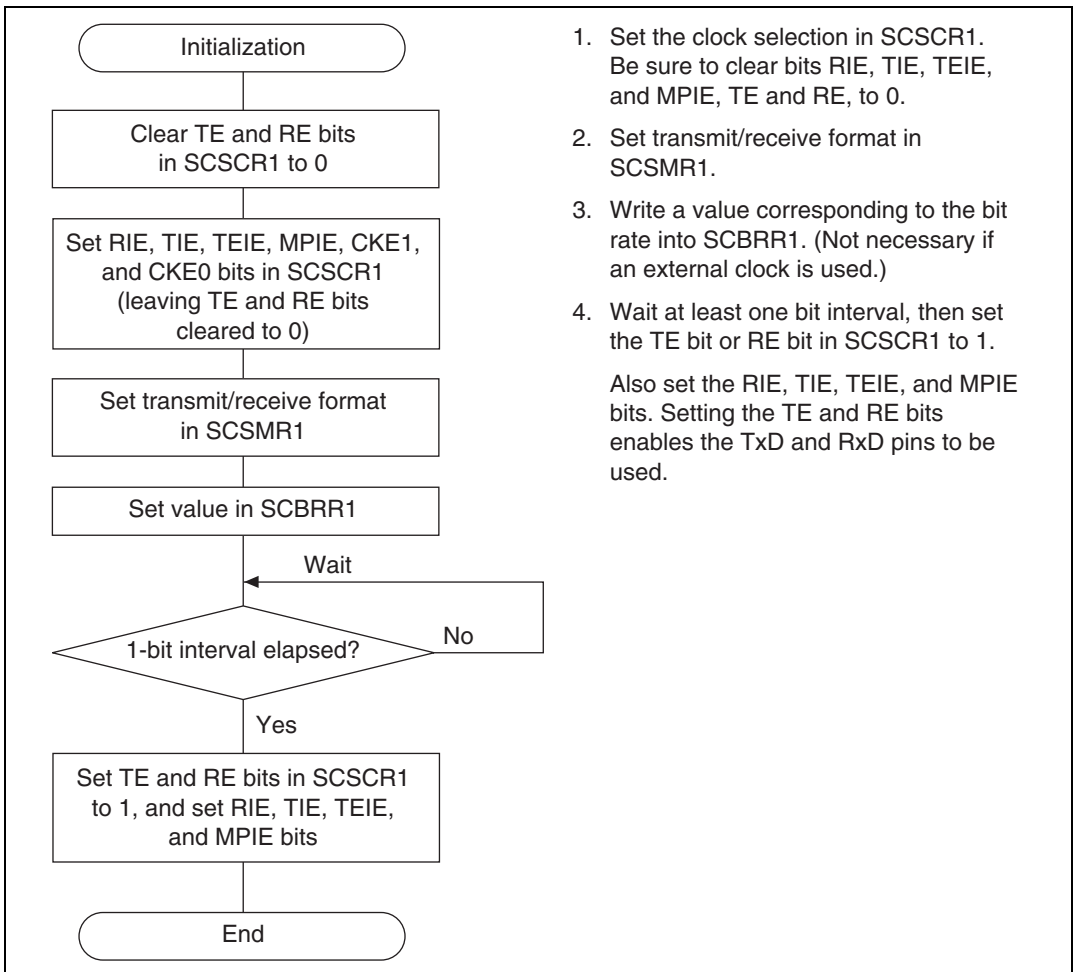 Initialization
Clear TE and RE bits
in SCSCR1 to 0
Set RIE, TIE, TEIE, MPIE, CKE1,
and CKE0 bits in SCSCR1
(leaving TE and RE bits
cleared to 0)
Set transmit/receive format
in SCSMR1
Set value in SCBRR1
Wait
1-bit interval elapsed?
No
Yes
Set TE and RE bits in SCSCR1
to 1, and set RIE, TIE, TEIE,
and MPIE bits
End
1. Set the clock selection in SCSCR1.
Be sure to clear bits RIE, TIE, TEIE,
and MPIE, TE and RE, to 0.
2. Set transmit/receive format in
SCSMR1.
3. Write a value corresponding to the bit
rate into SCBRR1. (Not necessary if
an external clock is used.)
4. Wait at least one bit interval, then set
the TE bit or RE bit in SCSCR1 to 1.
Also set the RIE, TIE, TEIE, and MPIE
bits. Setting the TE and RE bits
enables the TxD and RxD pins to be
used.